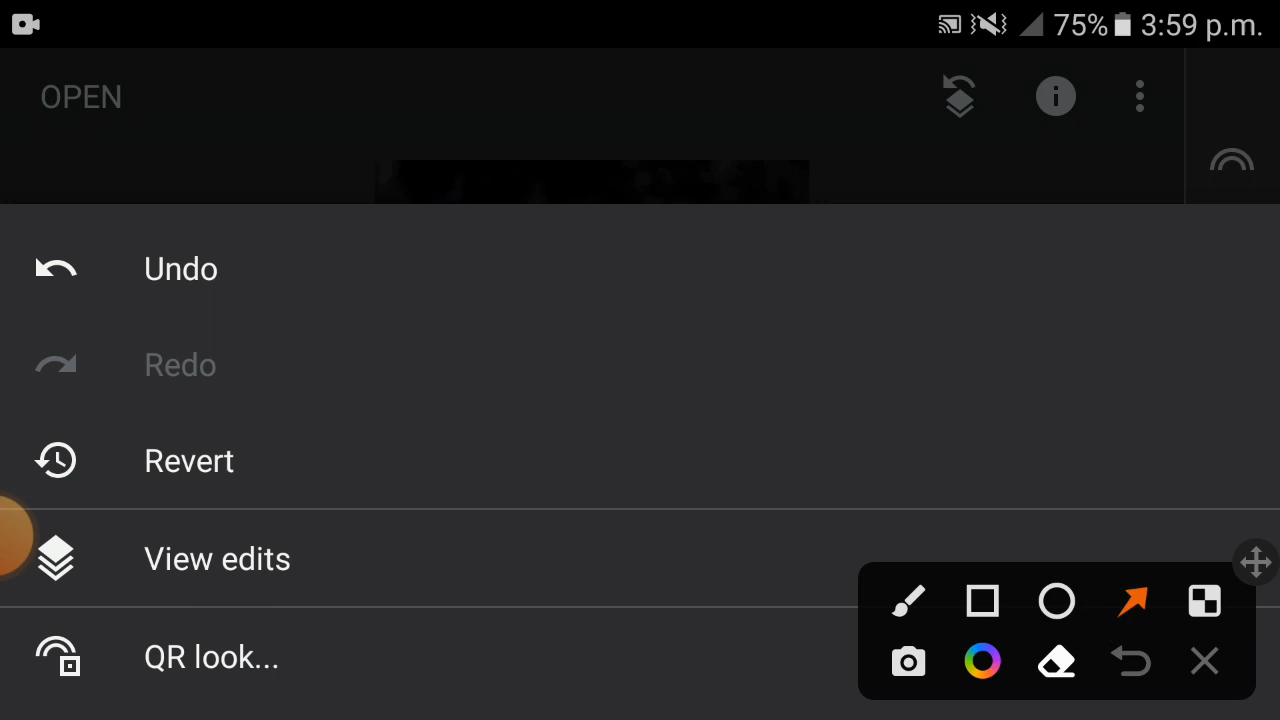 75% 3:59 p.m.
OPEN
Undo
Redo
Revert
View edits
QR look...